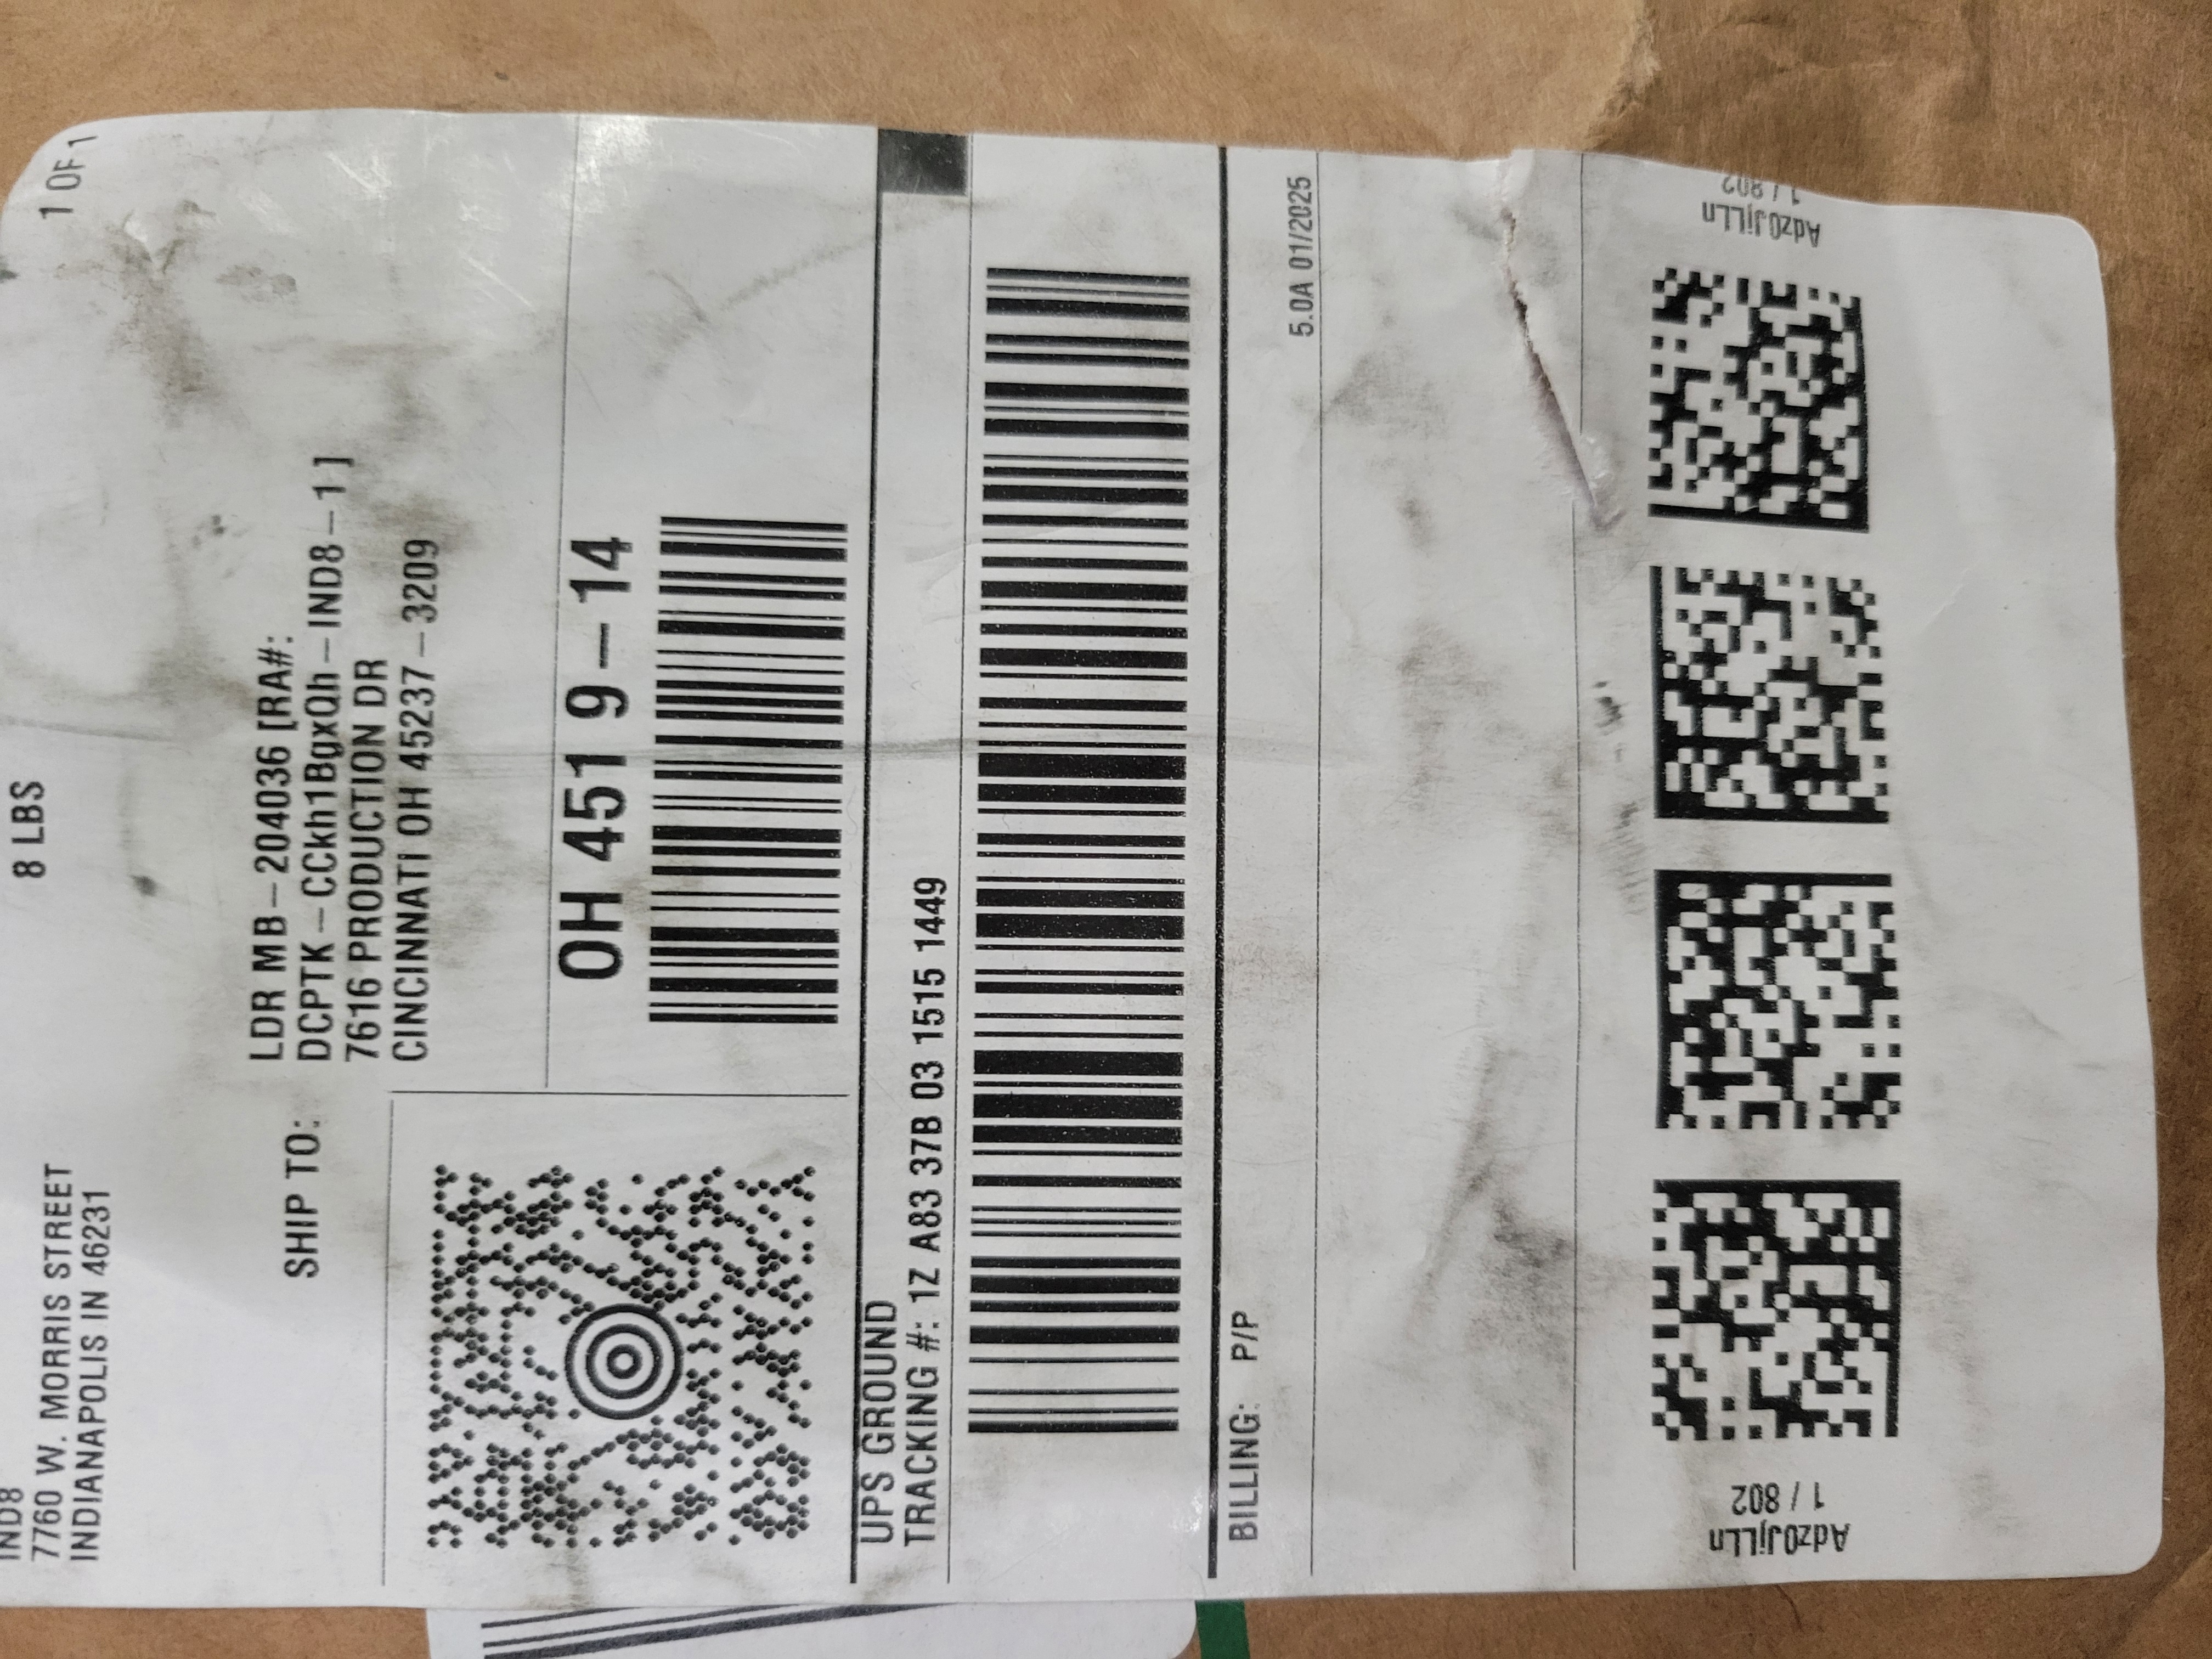 IND8
7760 W. MORRIS STREET
INDIANAPOLIS IN 46231
8 LBS
1 OF 1
SHIP TO:
LDR MB-204036 [RA#:
DCPTK-CCkh1BgxQh-IND8-1]
7616 PRODUCTION DR
CINCINNATI OH 45237-3209
OH 451 9-14
UPS GROUND
TRACKING #: 1Z A83 37B 03 1515 1449
BILLING: P/P
5.0A 01/2025
AdzOJjLLn
1 / 802
AdzOJjLLn
1 / 802